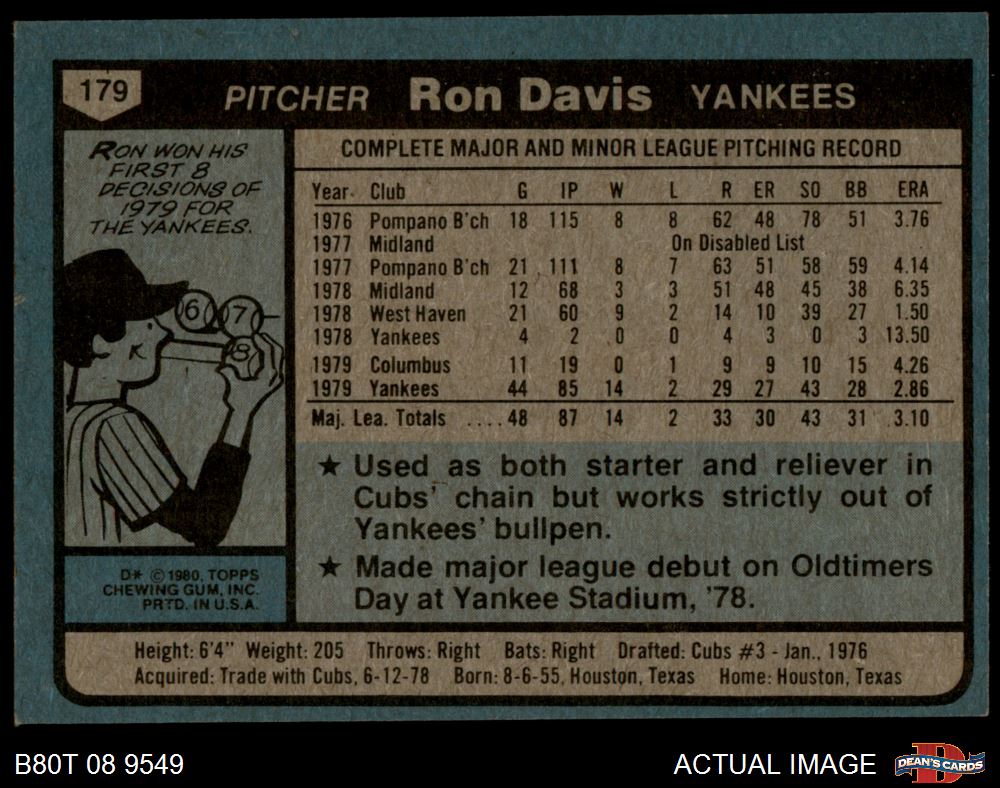 179
PITCHER Ron Davis YANKEES
RON WON HIS
FIRST 8
DECISIONS OF
1979 FOR
THE YANKEES.
6 7
8
D* © 1980, TOPPS
CHEWING GUM, INC.
PRTD. IN U.S.A.
COMPLETE MAJOR AND MINOR LEAGUE PITCHING RECORD
Year Club G IP W L R ER SO BB ERA
1976 Pompano B'ch 18 115 8 8 62 48 78 51 3.76
1977 Midland On Disabled List
1977 Pompano B'ch 21 111 8 7 63 51 58 59 4.14
1978 Midland 12 68 3 3 51 48 45 38 6.35
1978 West Haven 21 60 9 2 14 10 39 27 1.50
1978 Yankees 4 2 0 0 4 3 0 3 13.50
1979 Columbus 11 19 0 1 9 9 10 15 4.26
1979 Yankees 44 85 14 2 29 27 43 28 2.86
Maj. Lea. Totals ....48 87 14 2 33 30 43 31 3.10
★ Used as both starter and reliever in
Cubs' chain but works strictly out of
Yankees' bullpen.
★ Made major league debut on Oldtimers
Day at Yankee Stadium, '78.
Height: 6'4" Weight: 205 Throws: Right Bats: Right Drafted: Cubs #3 - Jan., 1976
Acquired: Trade with Cubs, 6-12-78 Born: 8-6-55, Houston, Texas Home: Houston, Texas
B80T 08 9549 ACTUAL IMAGE
DEAN'S CARDS